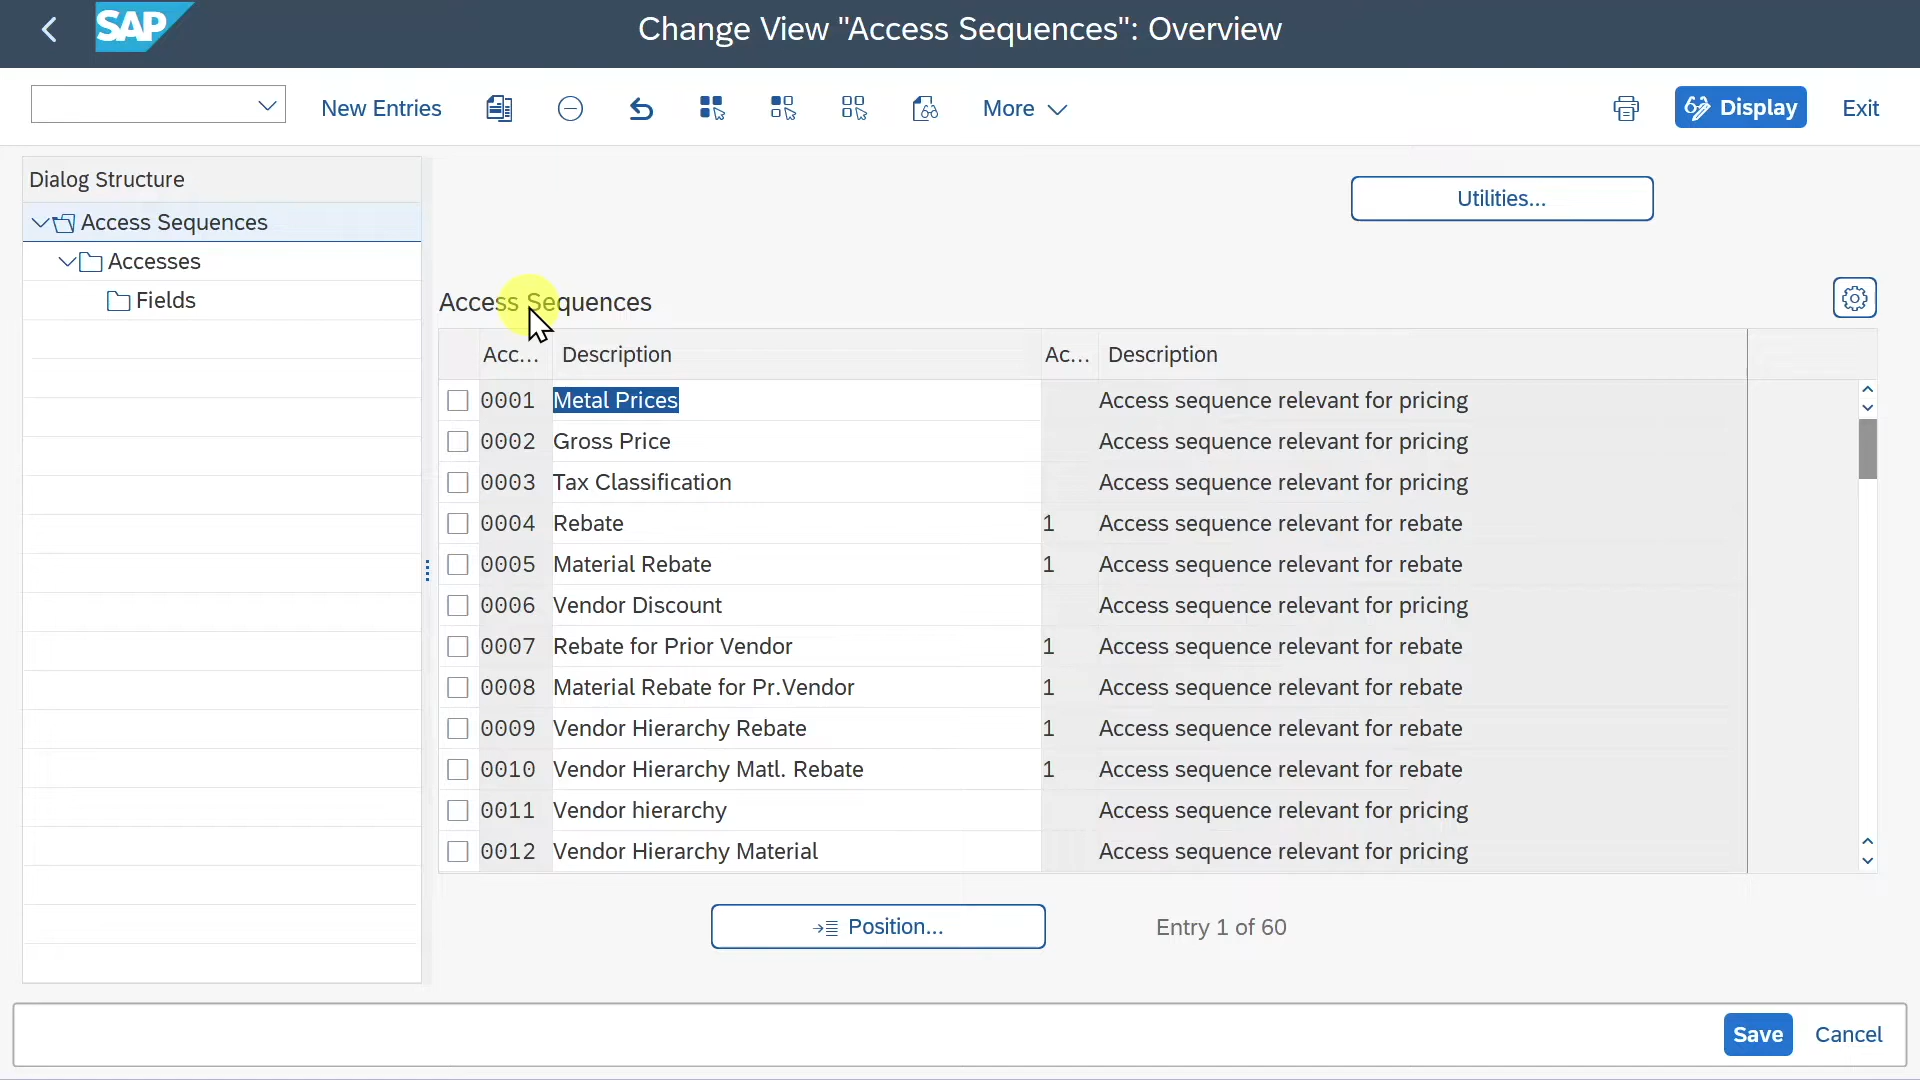 SAP
Change View "Access Sequences": Overview
New Entries
More
Display
Exit
Dialog Structure
Access Sequences
Accesses
Fields
Utilities...
Access Sequences
Acc... Description Ac... Description
0001 Metal Prices Access sequence relevant for pricing
0002 Gross Price Access sequence relevant for pricing
0003 Tax Classification Access sequence relevant for pricing
0004 Rebate 1 Access sequence relevant for rebate
0005 Material Rebate 1 Access sequence relevant for rebate
0006 Vendor Discount Access sequence relevant for pricing
0007 Rebate for Prior Vendor 1 Access sequence relevant for rebate
0008 Material Rebate for Pr.Vendor 1 Access sequence relevant for rebate
0009 Vendor Hierarchy Rebate 1 Access sequence relevant for rebate
0010 Vendor Hierarchy Matl. Rebate 1 Access sequence relevant for rebate
0011 Vendor hierarchy Access sequence relevant for pricing
0012 Vendor Hierarchy Material Access sequence relevant for pricing
Position...
Entry 1 of 60
Save
Cancel